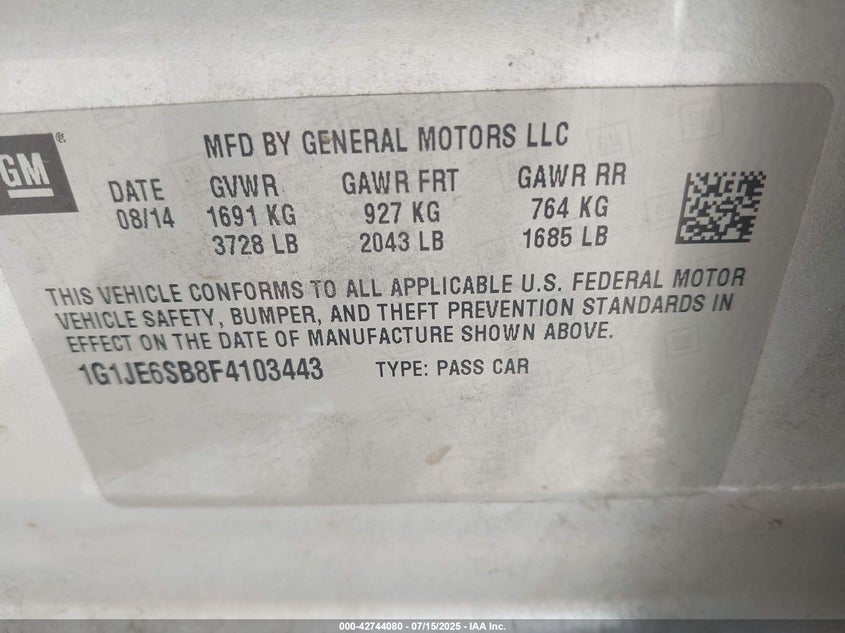 GM®
MFD BY GENERAL MOTORS LLC
DATE GVWR GAWR FRT GAWR RR
08/14 1691 KG 927 KG 764 KG
3728 LB 2043 LB 1685 LB
THIS VEHICLE CONFORMS TO ALL APPLICABLE U.S. FEDERAL MOTOR
VEHICLE SAFETY, BUMPER, AND THEFT PREVENTION STANDARDS IN
EFFECT ON THE DATE OF MANUFACTURE SHOWN ABOVE.
1G1JE6SB8F4103443 TYPE: PASS CAR
000-42744080 - 07/15/2025 - IAA Inc.